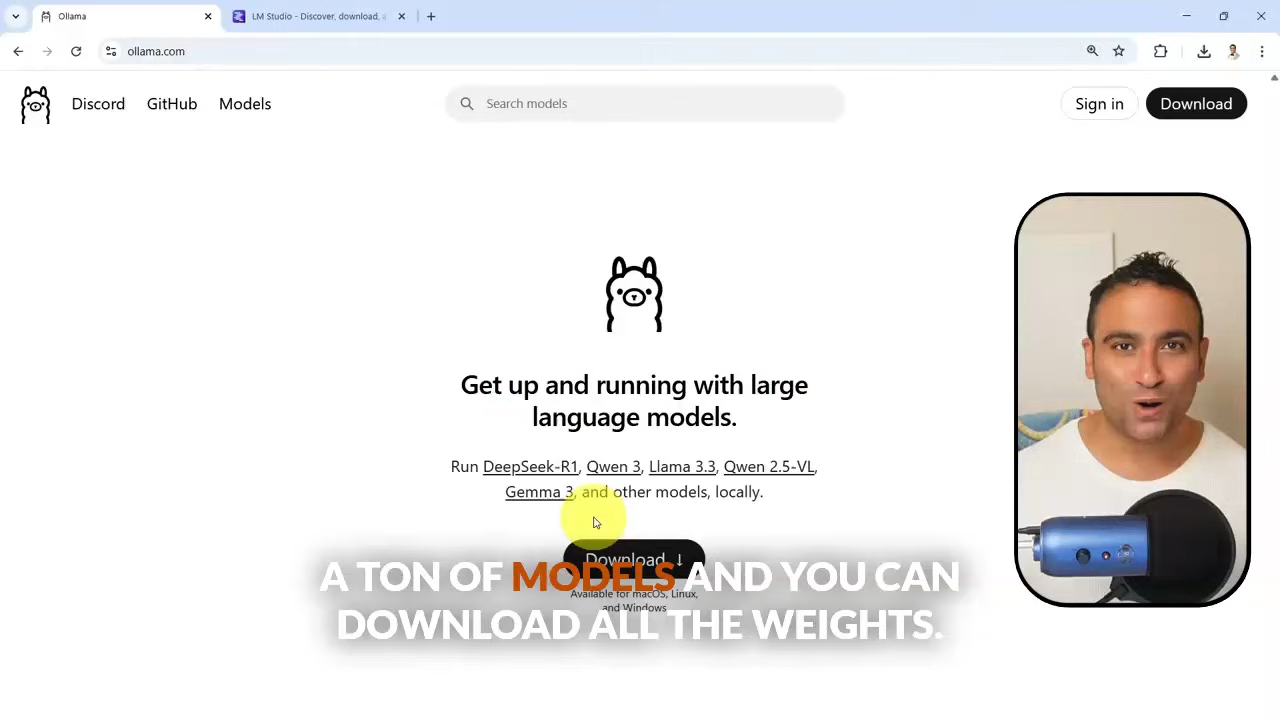 Ollama
LM Studio - Discover, download, a
ollama.com
Discord GitHub Models
Search models
Sign in
Download
Get up and running with large
language models.
Run DeepSeek-R1, Qwen 3, Llama 3.3, Qwen 2.5-VL,
Gemma 3, and other models, locally.
Download ↓
A TON OF MODELS AND YOU CAN
Available for macOS, Linux,
and Windows
DOWNLOAD ALL THE WEIGHTS.